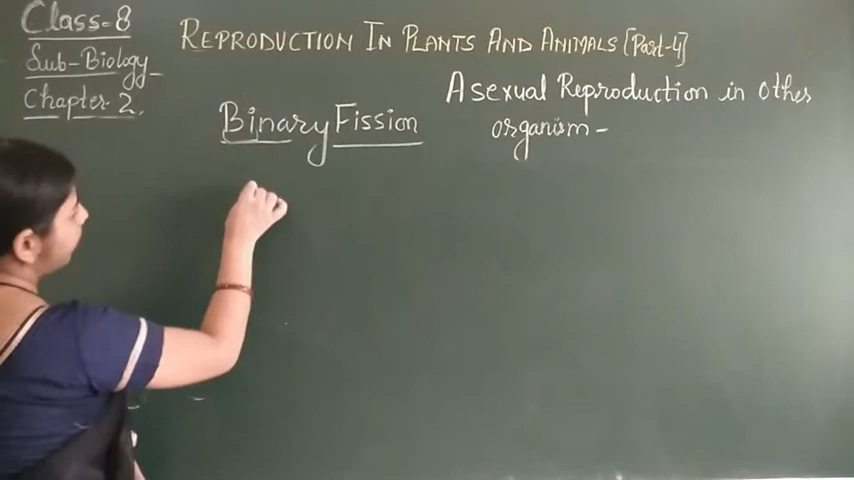 Class-8
Sub-Biology
Chapter-2.
REPRODUCTION IN PLANTS AND ANIMALS [Part-4]
Asexual Reproduction in other
organism-
Binary Fission